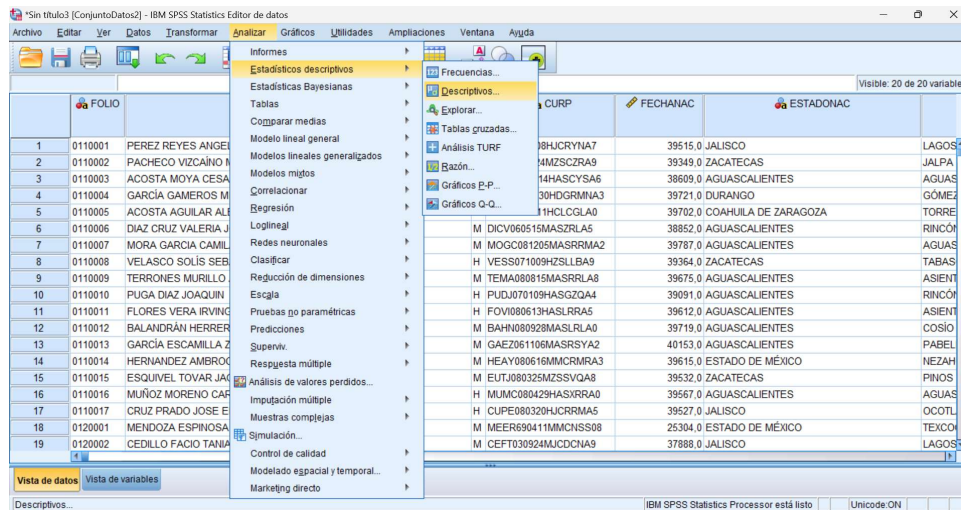 *Sin título3 [ConjuntoDatos2] - IBM SPSS Statistics Editor de datos
Archivo Editar Ver Datos Transformar Analizar Gráficos Utilidades Ampliaciones Ventana Ayuda
Visible: 20 de 20 variable
Informes
Estadísticos descriptivos
Estadísticas Bayesianas
Tablas
Comparar medias
Modelo lineal general
Modelos lineales generalizados
Modelos mixtos
Correlacionar
Regresión
Loglineal
Redes neuronales
Clasificar
Reducción de dimensiones
Escala
Pruebas no paramétricas
Predicciones
Superviv.
Respuesta múltiple
Análisis de valores perdidos...
Imputación múltiple
Muestras complejas
Simulación...
Control de calidad
Modelado espacial y temporal...
Marketing directo
Frecuencias...
Descriptivos...
Explorar...
Tablas cruzadas...
Análisis TURF
Razón...
Gráficos P-P...
Gráficos Q-Q...
FOLIO CURP FECHANAC ESTADONAC
1 0110001 PEREZ REYES ANGEL 08HJCRYNA7 39515,0 JALISCO LAGOS
2 0110002 PACHECO VIZCAÍNO M 24MZSCZRA9 39349,0 ZACATECAS JALPA
3 0110003 ACOSTA MOYA CESA 14HASCYSA6 38609,0 AGUASCALIENTES AGUAS
4 0110004 GARCÍA GAMEROS M 30HDGRMNA3 39721,0 DURANGO GÓMEZ
5 0110005 ACOSTA AGUILAR ALE 11HCLCGLA0 39702,0 COAHUILA DE ZARAGOZA TORRE
6 0110006 DIAZ CRUZ VALERIA J M DICV060515MASZRLA5 38852,0 AGUASCALIENTES RINCÓN
7 0110007 MORA GARCIA CAMIL M MOGC081205MASRRMA2 39787,0 AGUASCALIENTES AGUAS
8 0110008 VELASCO SOLÍS SEB H VESS071009HZSLLBA9 39364,0 ZACATECAS TABAS
9 0110009 TERRONES MURILLO M TEMA080815MASRRLA8 39675,0 AGUASCALIENTES ASIENT
10 0110010 PUGA DIAZ JOAQUIN H PUDJ070109HASGZQA4 39091,0 AGUASCALIENTES RINCÓN
11 0110011 FLORES VERA IRVING H FOVI080613HASLRRA5 39612,0 AGUASCALIENTES ASIENT
12 0110012 BALANDRÁN HERRER M BAHN080928MASLRLA0 39719,0 AGUASCALIENTES COSÍO
13 0110013 GARCÍA ESCAMILLA Z M GAEZ061106MASRSYA2 40153,0 AGUASCALIENTES PABEL
14 0110014 HERNANDEZ AMBROC M HEAY080616MMCRMRA3 39615,0 ESTADO DE MÉXICO NEZAH
15 0110015 ESQUIVEL TOVAR JAC M EUTJ080325MZSSVQA8 39532,0 ZACATECAS PINOS
16 0110016 MUÑOZ MORENO CAR H MUMC080429HASXRRA0 39567,0 AGUASCALIENTES AGUAS
17 0110017 CRUZ PRADO JOSE E H CUPE080320HJCRRMA5 39527,0 JALISCO OCOTL
18 0120001 MENDOZA ESPINOSA M MEER690411MMCNSS08 25304,0 ESTADO DE MÉXICO TEXCO
19 0120002 CEDILLO FACIO TANIA M CEFT030924MJCDCNA9 37888,0 JALISCO LAGOS
Vista de datos Vista de variables
Descriptivos... IBM SPSS Statistics Processor está listo Unicode:ON